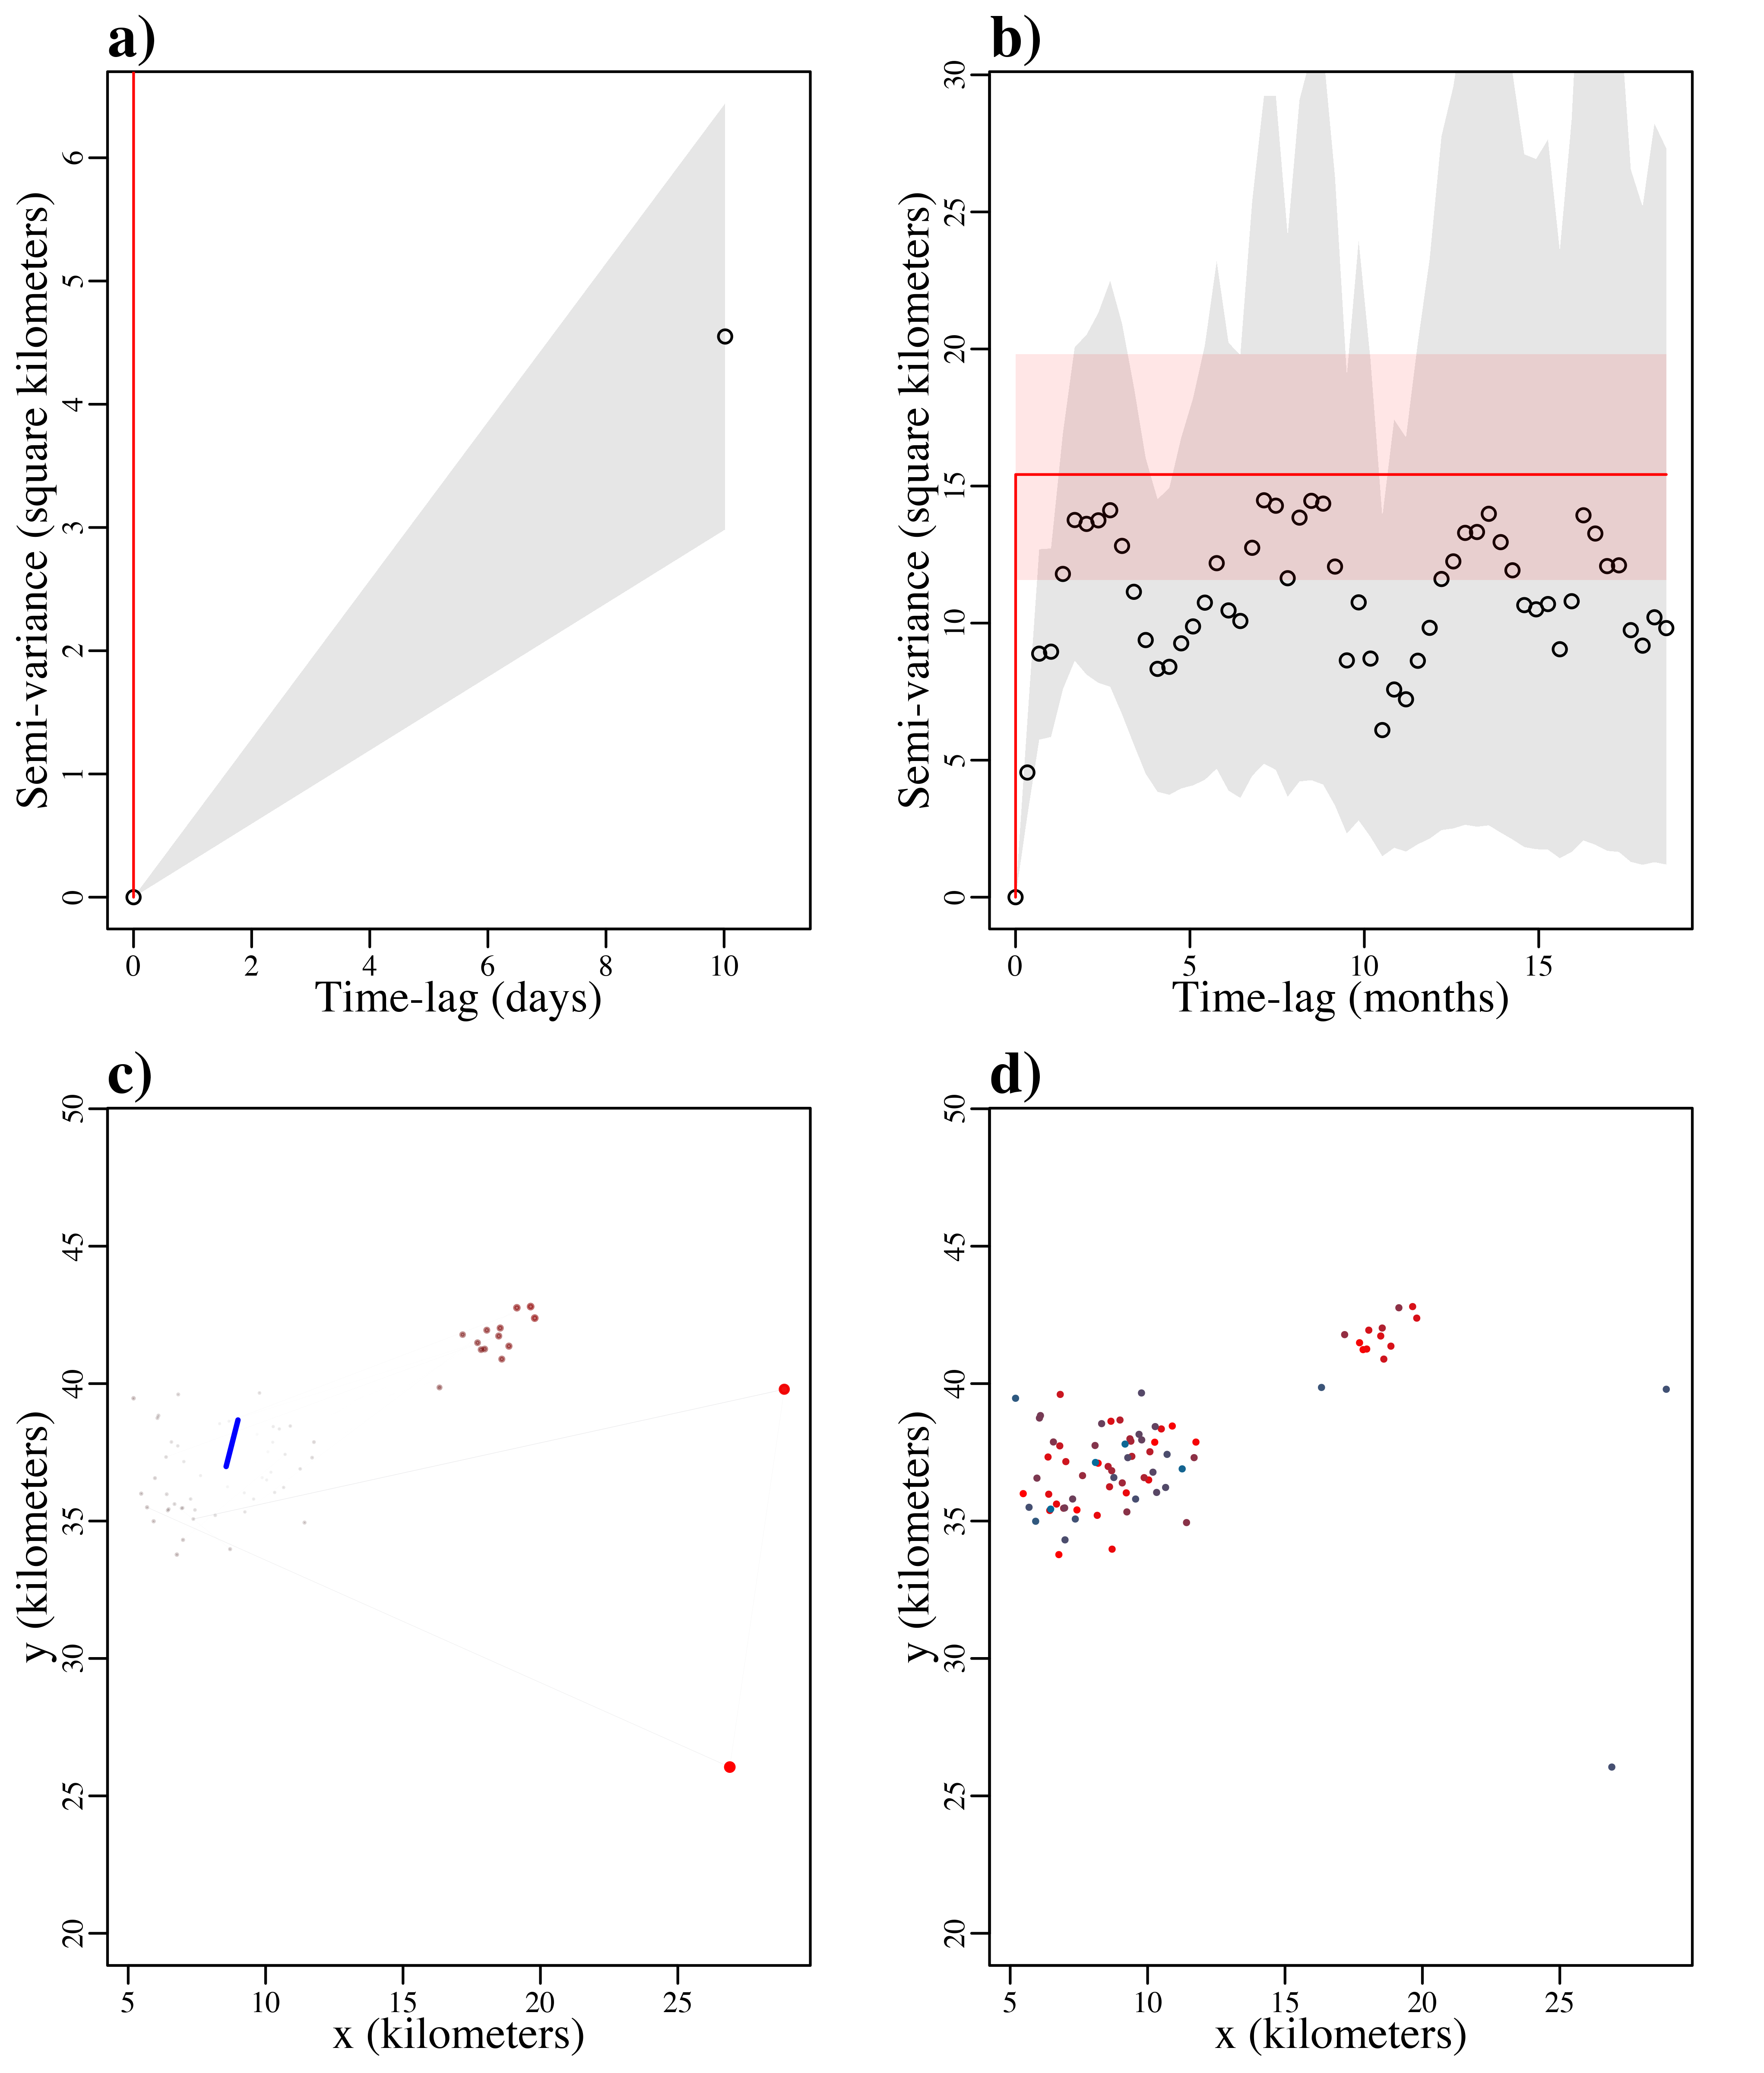 a)
Semi-variance (square kilometers)
0 1 2 3 4 5 6
0 2 4 6 8 10
Time-lag (days)
b)
Semi-variance (square kilometers)
0 5 10 15 20 25 30
0 5 10 15
Time-lag (months)
c)
y (kilometers)
20 25 30 35 40 45 50
5 10 15 20 25
x (kilometers)
d)
y (kilometers)
20 25 30 35 40 45 50
5 10 15 20 25
x (kilometers)